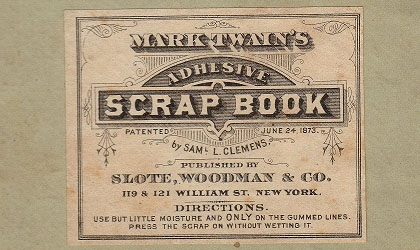 MARK TWAIN'S
ADHESIVE
SCRAP BOOK
PATENTED JUNE 24, 1873.
by SAML L. CLEMENS.
PUBLISHED BY
SLOTE, WOODMAN & CO.
119 & 121 WILLIAM ST. NEW YORK.
DIRECTIONS.
USE BUT LITTLE MOISTURE AND ONLY ON THE GUMMED LINES.
PRESS THE SCRAP ON WITHOUT WETTING IT.